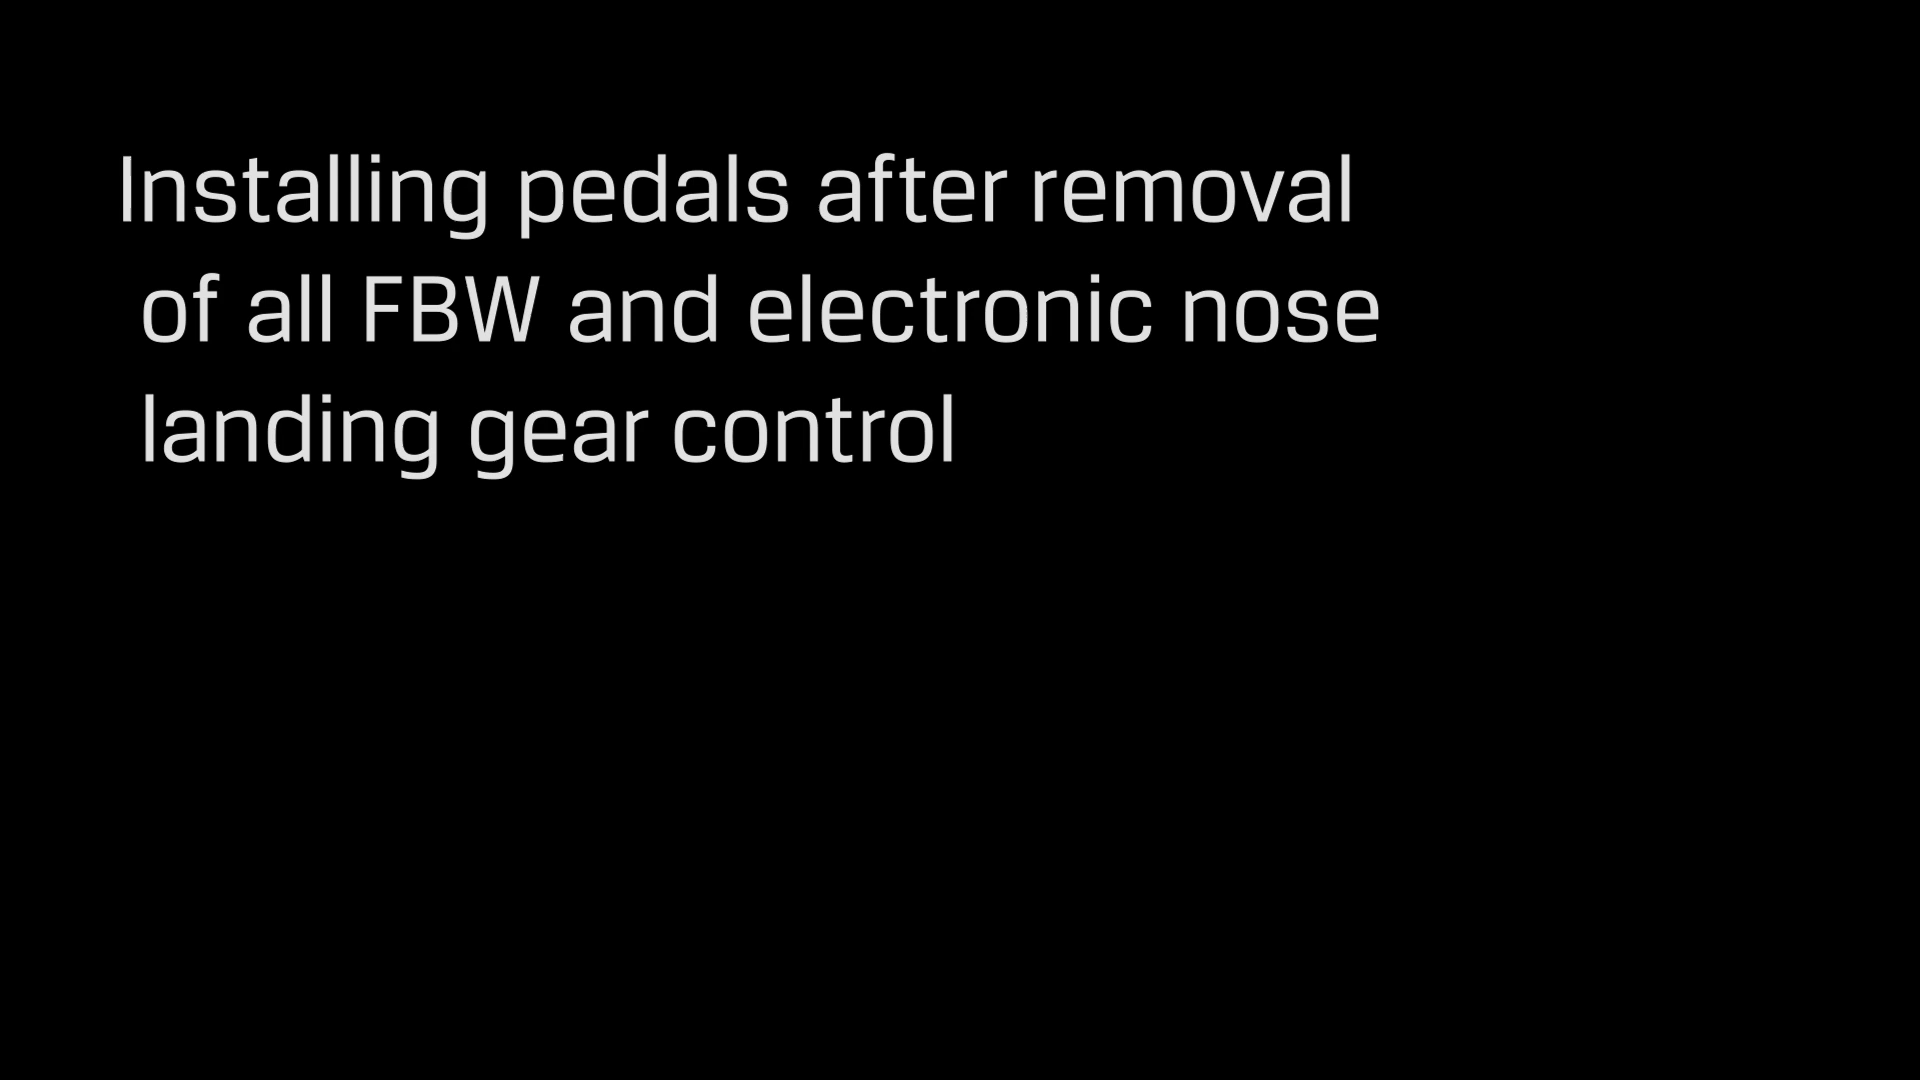 Installing pedals after removal
of all FBW and electronic nose
landing gear control